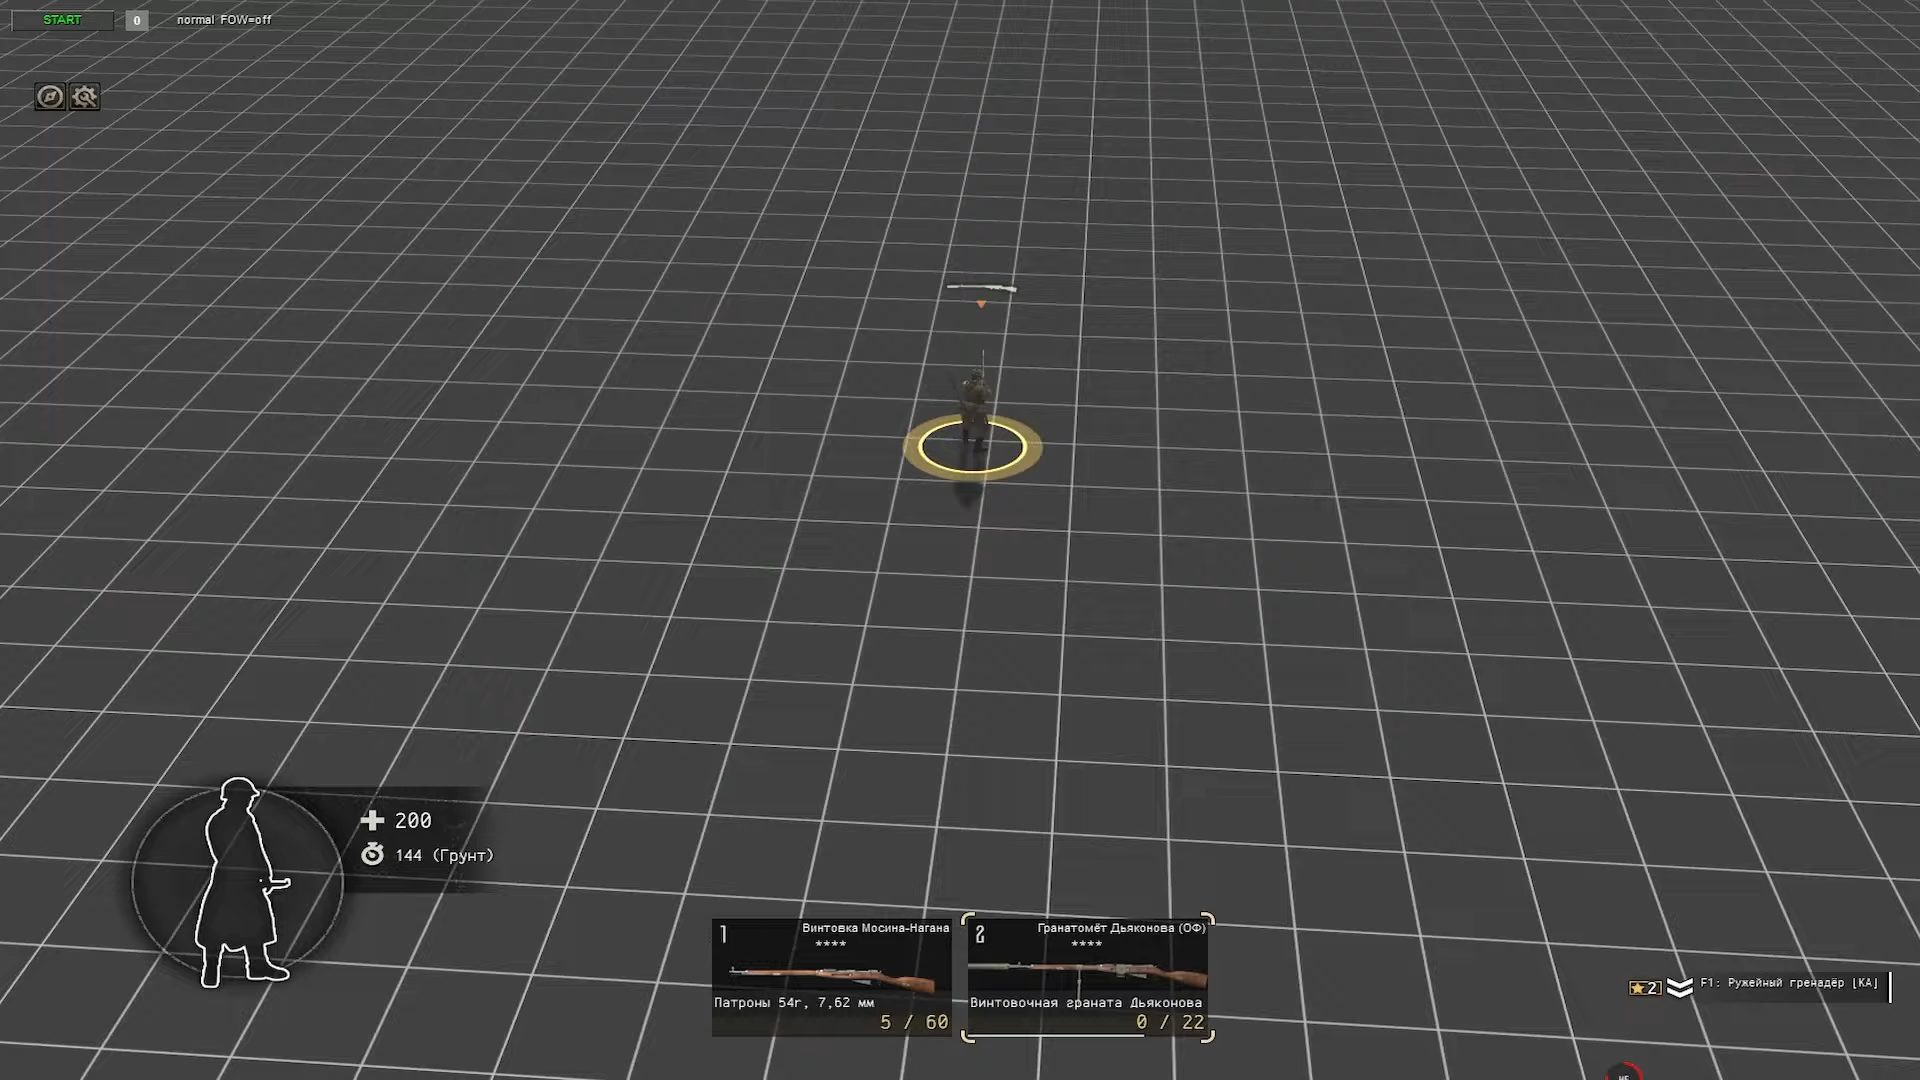 START
0
normal FOW=off
200
144 (Грунт)
1
Винтовка Мосина-Нагана
****
Патроны 54г, 7,62 мм
5 / 60
2
Гранатомёт Дьяконова (ОФ)
****
Винтовочная граната Дьяконова
0 / 22
2
F1: Ружейный гренадёр [КА]